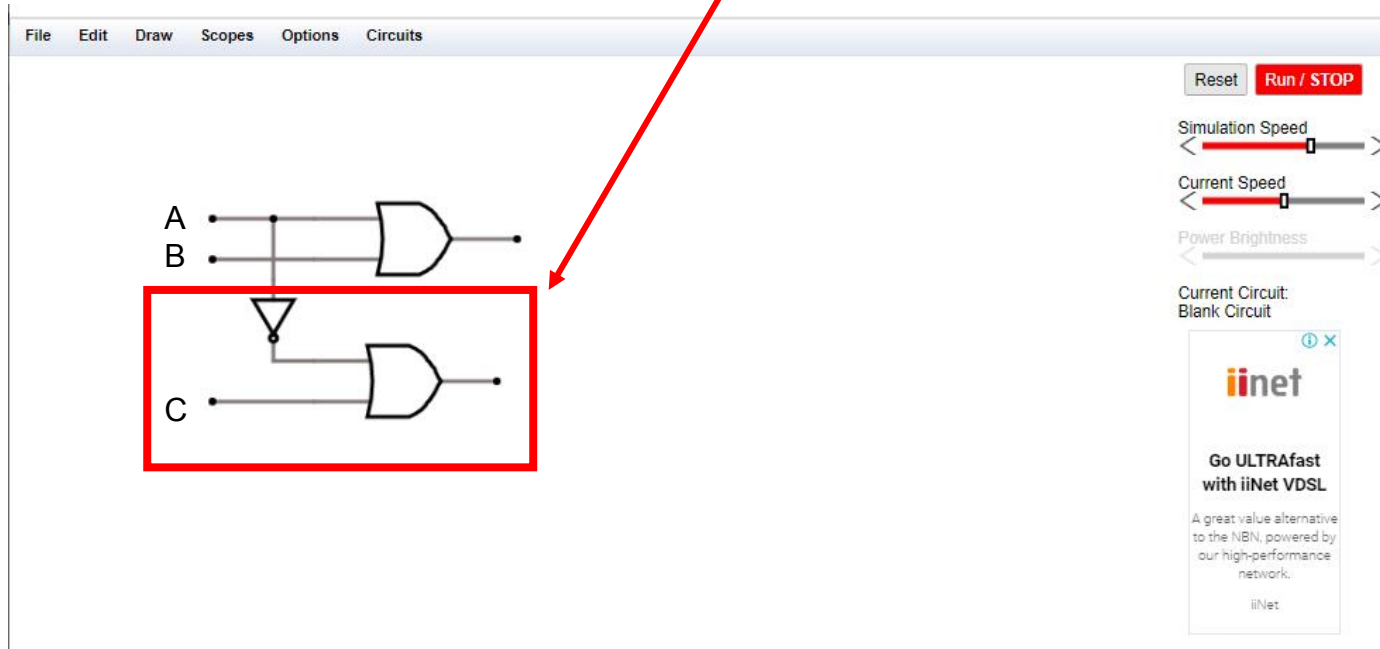 File Edit Draw Scopes Options Circuits
Reset Run / STOP
Simulation Speed
Current Speed
Power Brightness
Current Circuit:
Blank Circuit
A
B
C
iinet
Go ULTRAfast
with iiNet VDSL
A great value alternative
to the NBN, powered by
our high-performance
network.
iiNet